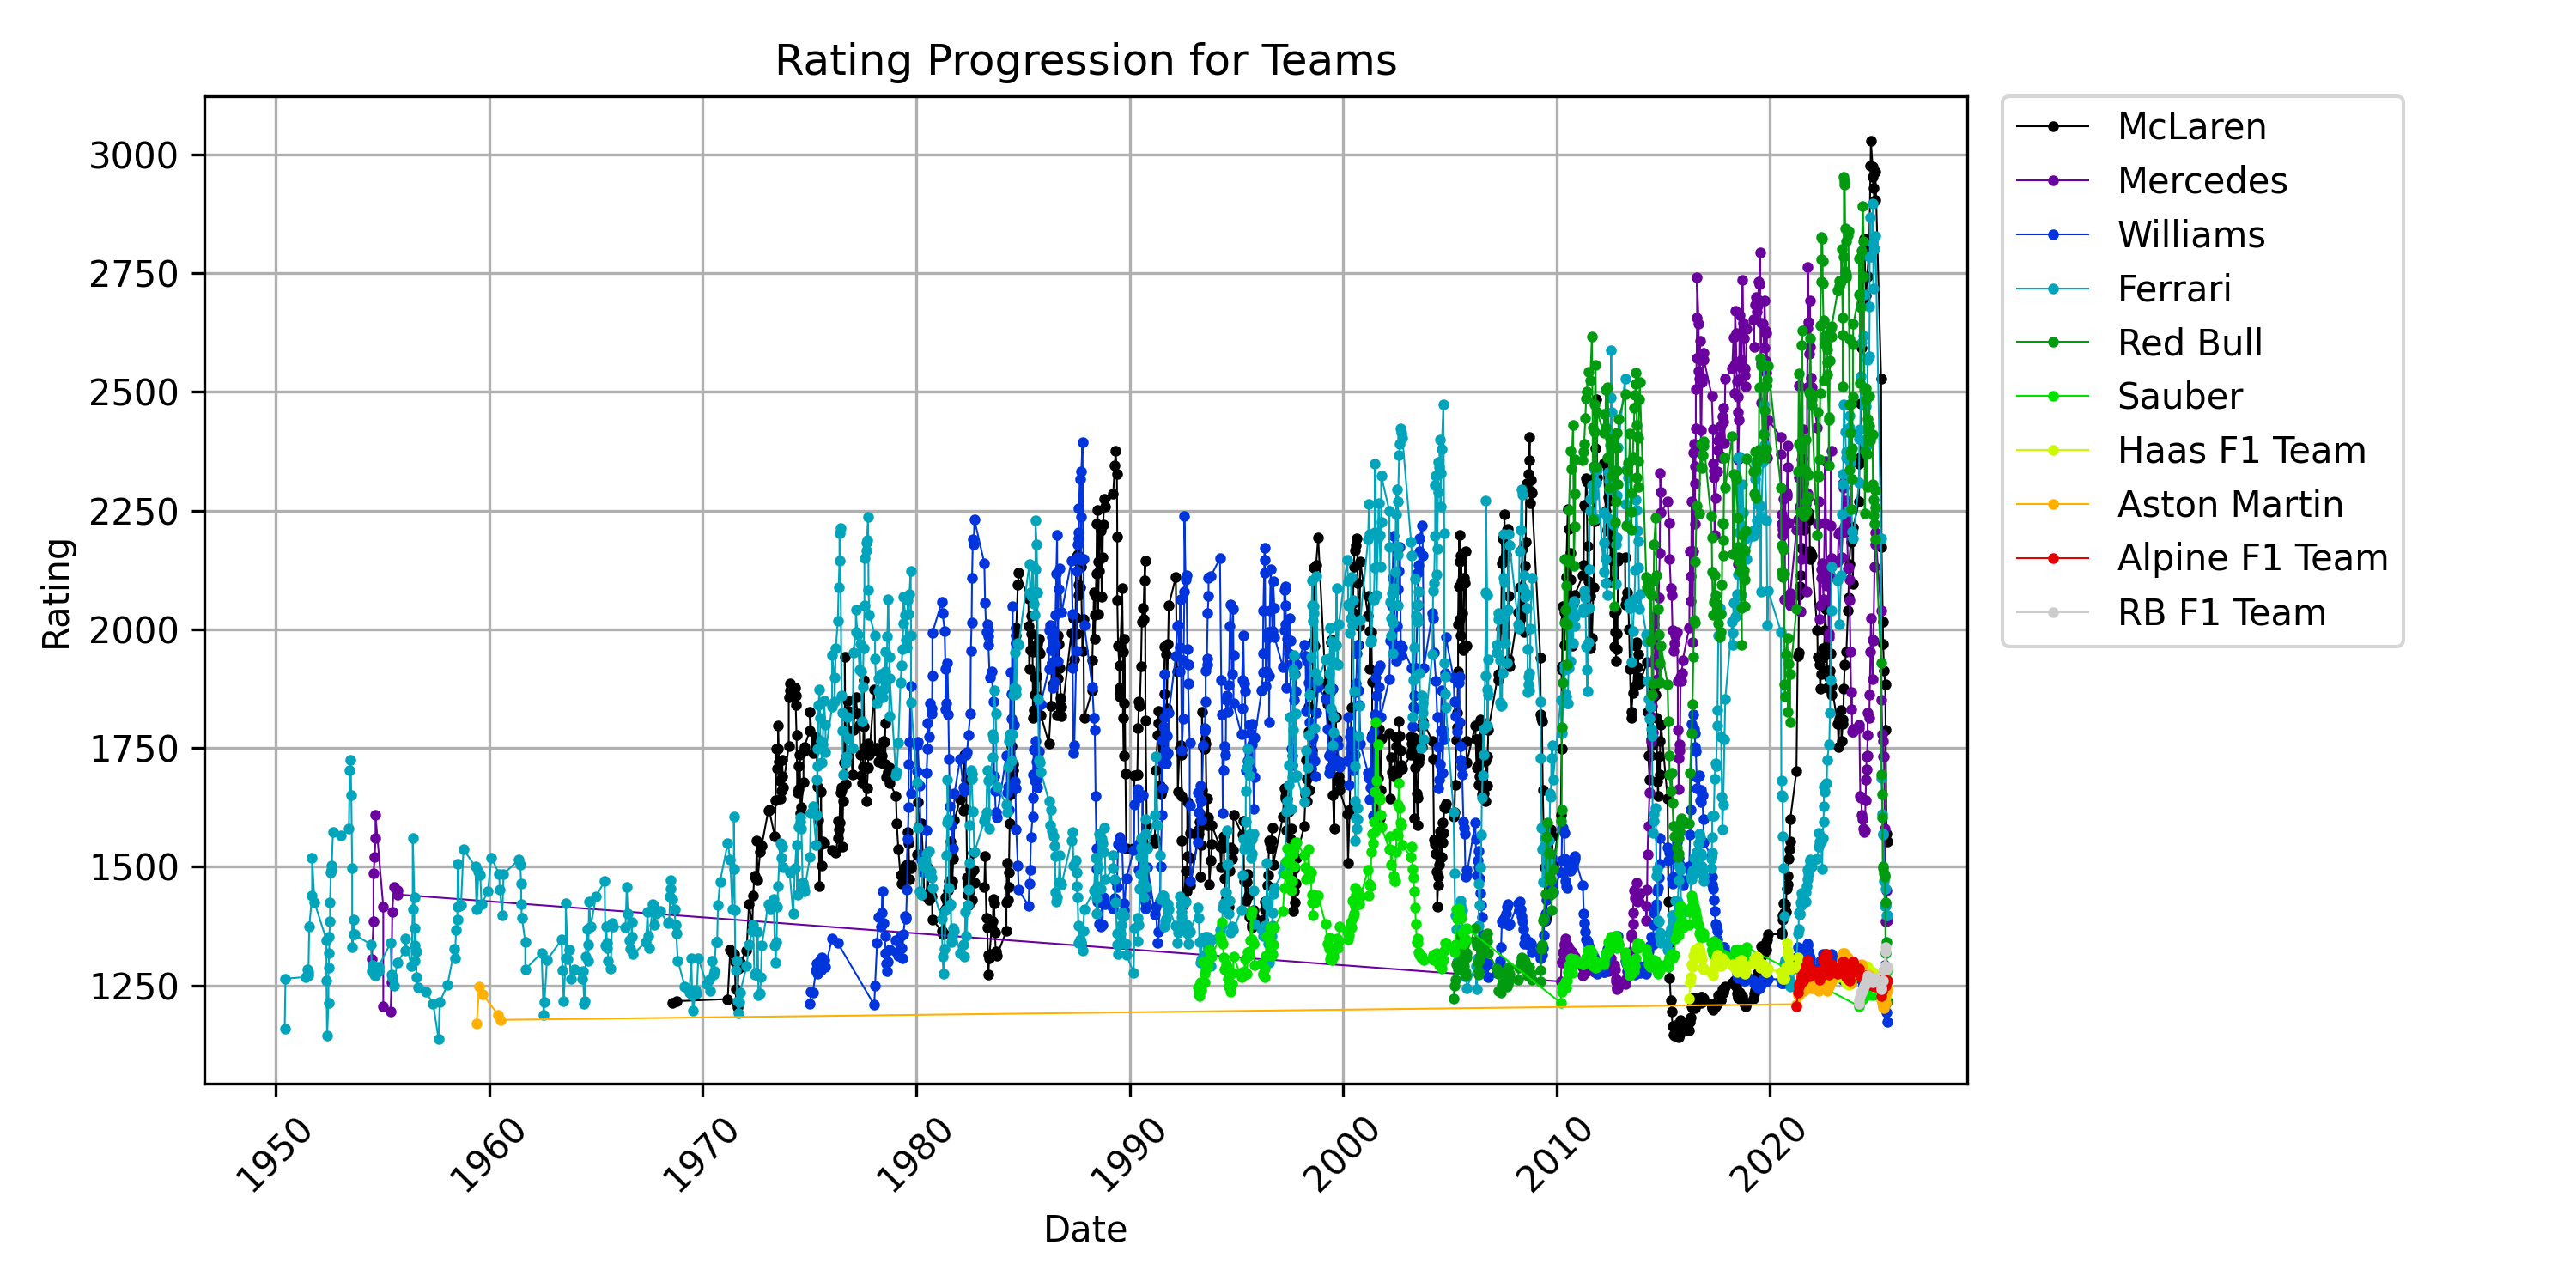 Rating Progression for Teams
3000
2750
2500
2250
2000
1750
1500
1250
Rating
1950
1960
1970
1980
1990
2000
2010
2020
Date
McLaren
Mercedes
Williams
Ferrari
Red Bull
Sauber
Haas F1 Team
Aston Martin
Alpine F1 Team
RB F1 Team